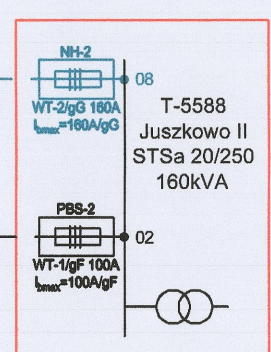 NH-2
08
WT-2/gG 160A
Ibmax=160A/gG
T-5588
Juszkowo II
STSa 20/250
160kVA
PBS-2
02
WT-1/gF 100A
Ibmax=100A/gF